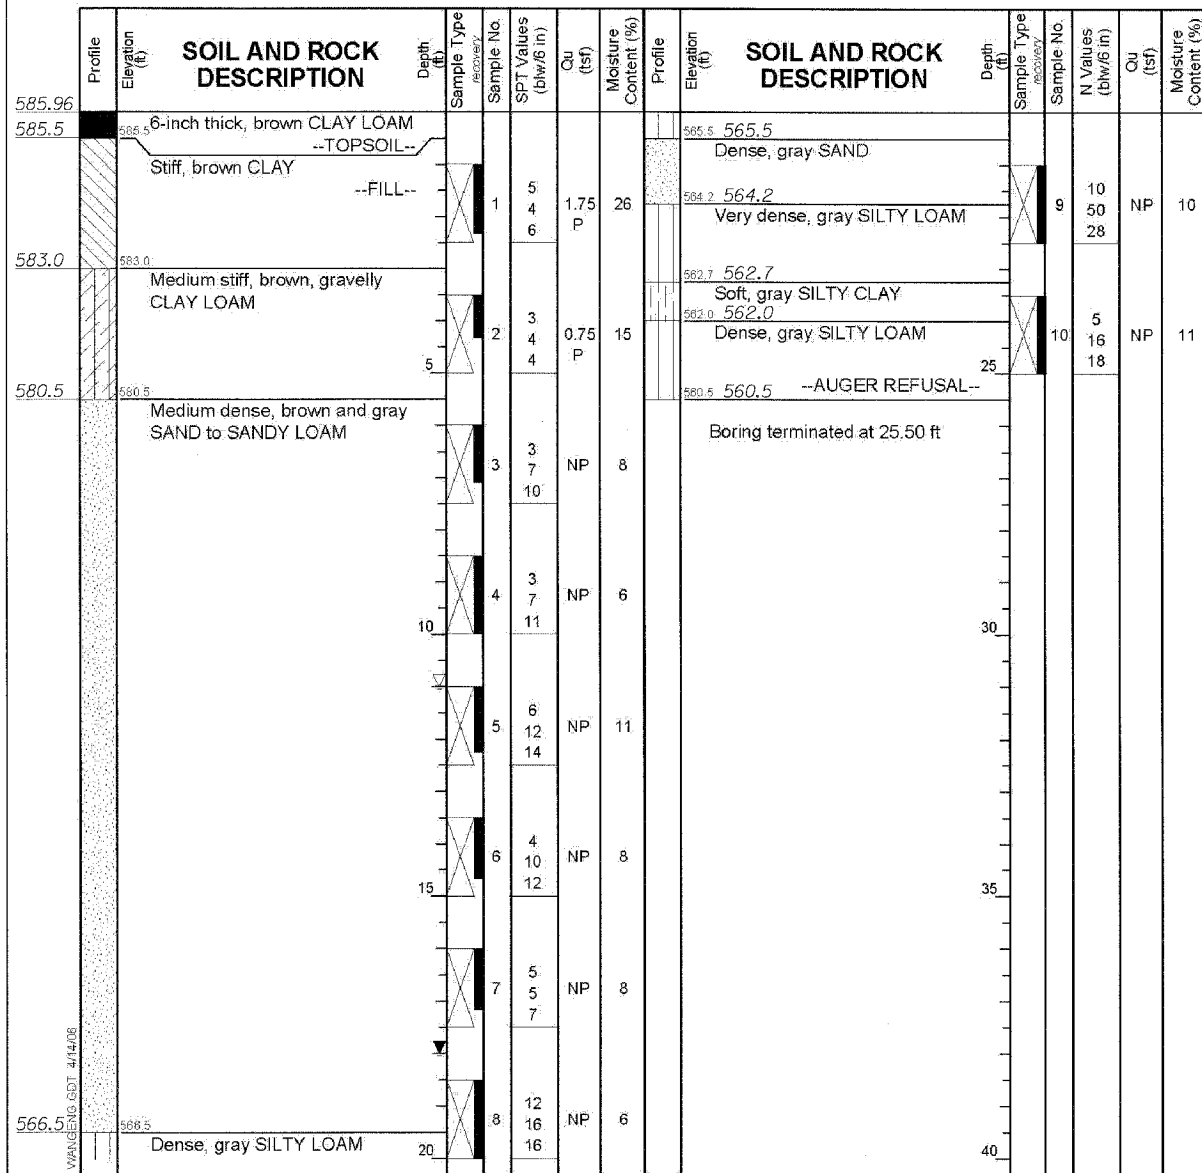 Profile
Elevation (ft)
SOIL AND ROCK
DESCRIPTION
Depth (ft)
Sample Type
recovery
Sample No.
SPT Values (blw/6 in)
Qu (tsf)
Moisture Content (%)
Profile
Elevation (ft)
SOIL AND ROCK
DESCRIPTION
Depth (ft)
Sample Type
recovery
Sample No.
N Values (blw/6 in)
Qu (tsf)
Moisture Content (%)
585.96
585.5
585.5
6-inch thick, brown CLAY LOAM
--TOPSOIL--
Stiff, brown CLAY
--FILL--
1
5
4
6
1.75
P
26
583.0
583.0
Medium stiff, brown, gravelly
CLAY LOAM
2
3
4
4
0.75
P
15
5
580.5
580.5
Medium dense, brown and gray
SAND to SANDY LOAM
3
3
7
10
NP
8
4
3
7
11
NP
6
10
5
6
12
14
NP
11
6
4
10
12
NP
8
15
7
5
5
7
NP
8
8
12
16
16
NP
6
566.5
566.5
Dense, gray SILTY LOAM
20
WANGENG.GDT 4/14/06
565.5 565.5
Dense, gray SAND
564.2 564.2
Very dense, gray SILTY LOAM
9
10
50
28
NP
10
562.7 562.7
Soft, gray SILTY CLAY
562.0 562.0
Dense, gray SILTY LOAM
10
5
16
18
NP
11
25
--AUGER REFUSAL--
560.5 560.5
Boring terminated at 25.50 ft
30
35
40